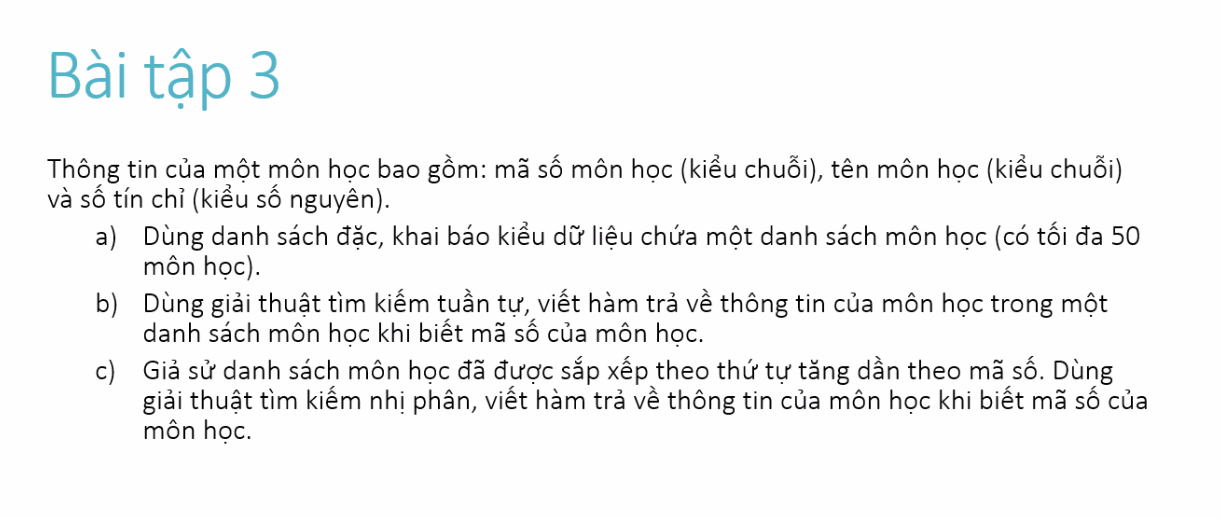 Bài tập 3
Thông tin của một môn học bao gồm: mã số môn học (kiểu chuỗi), tên môn học (kiểu chuỗi)
và số tín chỉ (kiểu số nguyên).
a) Dùng danh sách đặc, khai báo kiểu dữ liệu chứa một danh sách môn học (có tối đa 50
môn học).
b) Dùng giải thuật tìm kiếm tuần tự, viết hàm trả về thông tin của môn học trong một
danh sách môn học khi biết mã số của môn học.
c) Giả sử danh sách môn học đã được sắp xếp theo thứ tự tăng dần theo mã số. Dùng
giải thuật tìm kiếm nhị phân, viết hàm trả về thông tin của môn học khi biết mã số của
môn học.